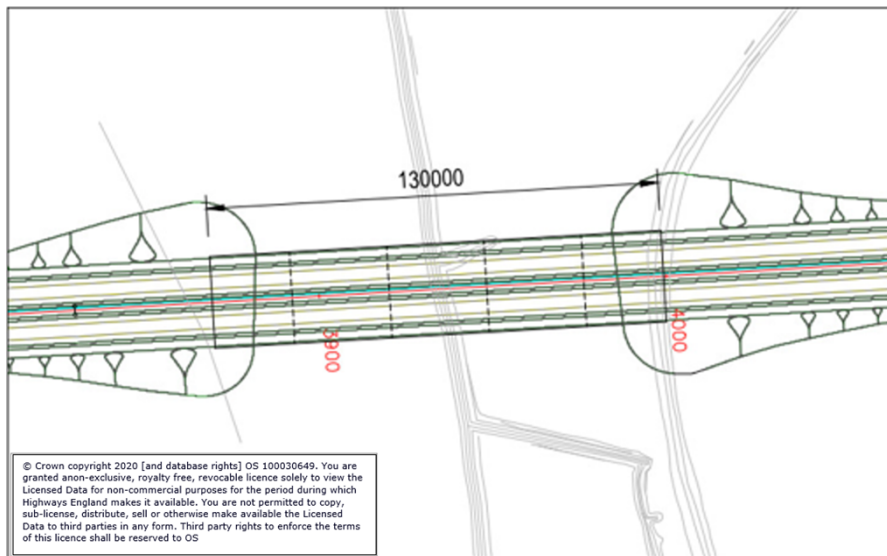 130000
3900
4000
© Crown copyright 2020 [and database rights] OS 100030649. You are
granted anon-exclusive, royalty free, revocable licence solely to view the
Licensed Data for non-commercial purposes for the period during which
Highways England makes it available. You are not permitted to copy,
sub-license, distribute, sell or otherwise make available the Licensed
Data to third parties in any form. Third party rights to enforce the terms
of this licence shall be reserved to OS